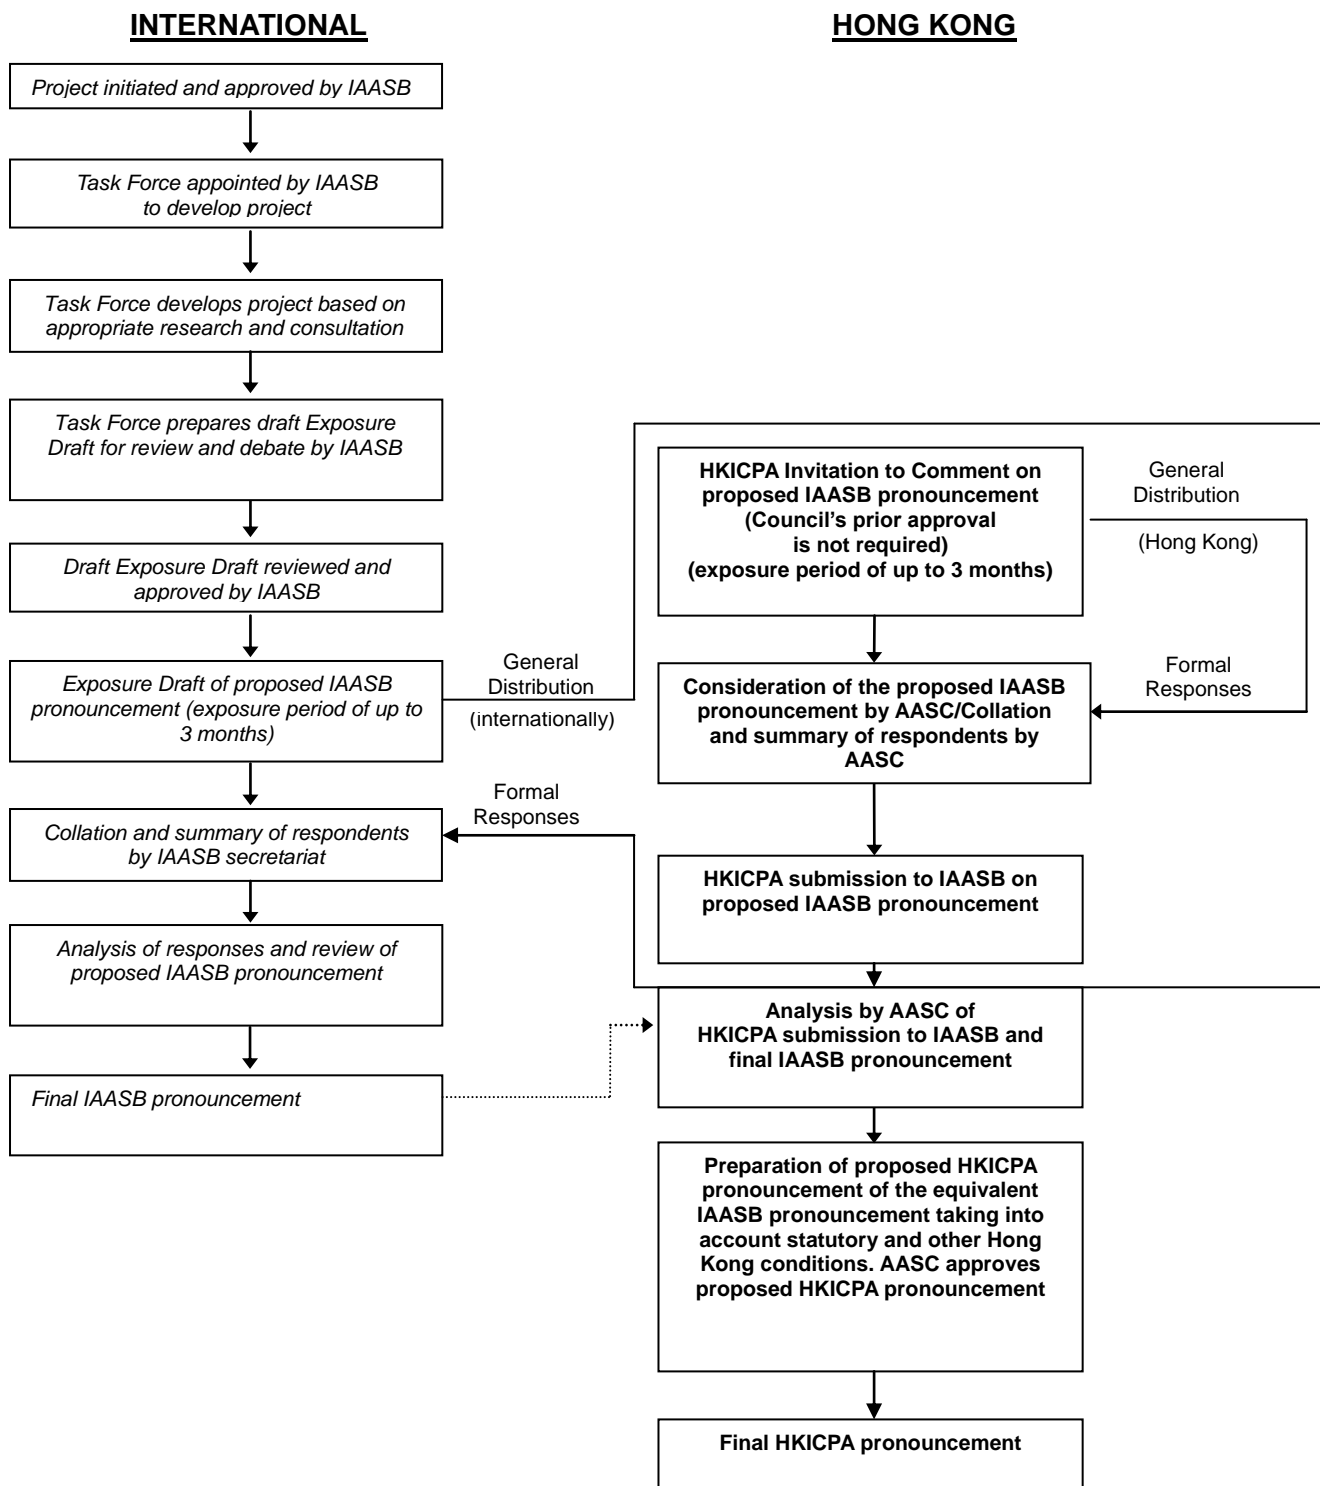 INTERNATIONAL
Project initiated and approved by IAASB
Task Force appointed by IAASB
to develop project
Task Force develops project based on
appropriate research and consultation
Task Force prepares draft Exposure
Draft for review and debate by IAASB
Draft Exposure Draft reviewed and
approved by IAASB
Exposure Draft of proposed IAASB
pronouncement (exposure period of up to
3 months)
General
Distribution
(internationally)
Formal
Responses
Collation and summary of respondents
by IAASB secretariat
Analysis of responses and review of
proposed IAASB pronouncement
Final IAASB pronouncement
HONG KONG
HKICPA Invitation to Comment on
proposed IAASB pronouncement
(Council's prior approval
is not required)
(exposure period of up to 3 months)
General
Distribution
(Hong Kong)
Formal
Responses
Consideration of the proposed IAASB
pronouncement by AASC/Collation
and summary of respondents by
AASC
HKICPA submission to IAASB on
proposed IAASB pronouncement
Analysis by AASC of
HKICPA submission to IAASB and
final IAASB pronouncement
Preparation of proposed HKICPA
pronouncement of the equivalent
IAASB pronouncement taking into
account statutory and other Hong
Kong conditions. AASC approves
proposed HKICPA pronouncement
Final HKICPA pronouncement